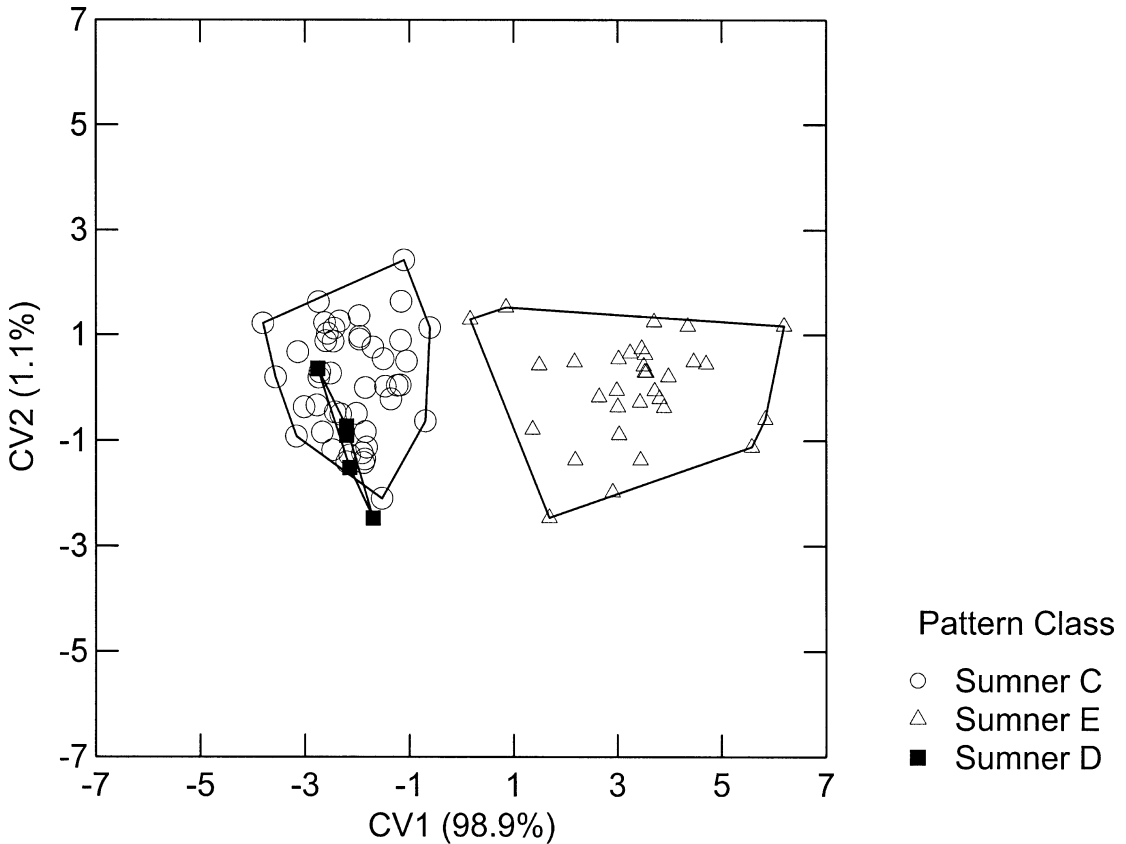 7
5
3
1
-1
-3
-5
-7
CV2 (1.1%)
-7 -5 -3 -1 1 3 5 7
CV1 (98.9%)
Pattern Class
Sumner C
Sumner E
Sumner D